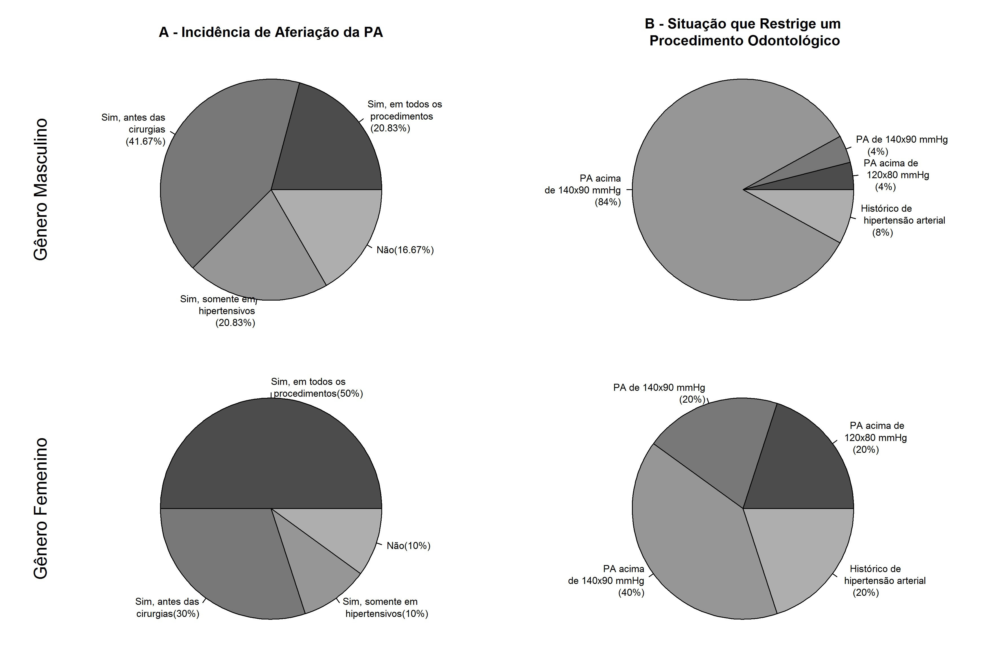 A - Incidência de Aferiação da PA
B - Situação que Restrige um
Procedimento Odontológico
Gênero Masculino
Sim, em todos os
procedimentos
(20.83%)
Sim, antes das
cirurgias
(41.67%)
Sim, somente em
hipertensivos
(20.83%)
Não(16.67%)
PA de 140x90 mmHg
(4%)
PA acima de
120x80 mmHg
(4%)
PA acima
de 140x90 mmHg
(84%)
Histórico de
hipertensão arterial
(8%)
Gênero Femenino
Sim, em todos os
procedimentos(50%)
Não(10%)
Sim, antes das
cirurgias(30%)
Sim, somente em
hipertensivos(10%)
PA de 140x90 mmHg
(20%)
PA acima de
120x80 mmHg
(20%)
PA acima
de 140x90 mmHg
(40%)
Histórico de
hipertensão arterial
(20%)